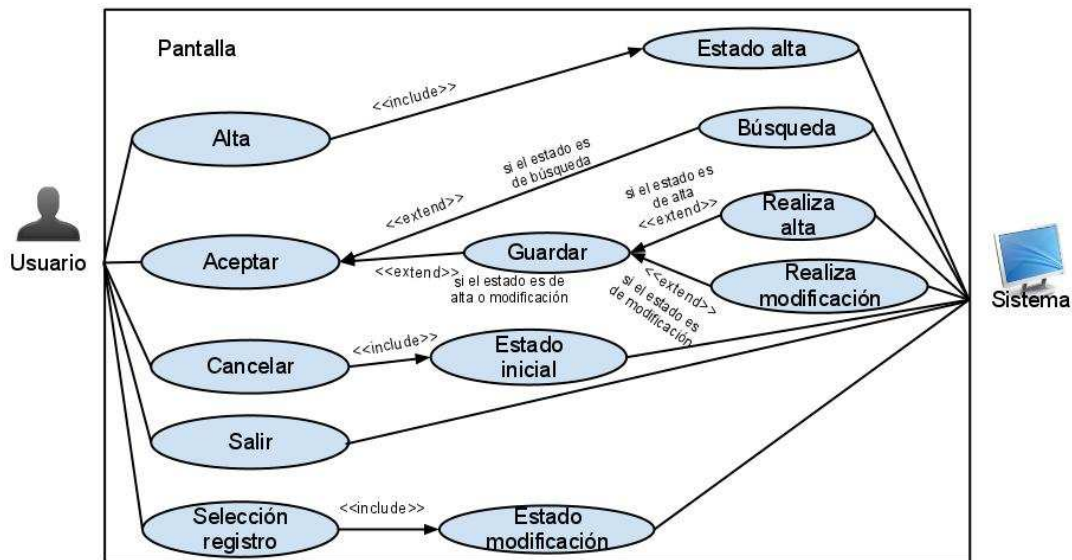 Pantalla
Estado alta
<<include>>
Alta
Búsqueda
si el estado es
de búsqueda
<<extend>>
si el estado es
de alta
<<extend>>
Realiza
alta
Usuario
Aceptar
<<extend>>
si el estado es de
alta o modificación
Guardar
<<extend>>
si el estado es
de modificación
Realiza
modificación
Sistema
Cancelar
<<include>>
Estado
inicial
Salir
Selección
registro
<<include>>
Estado
modificación